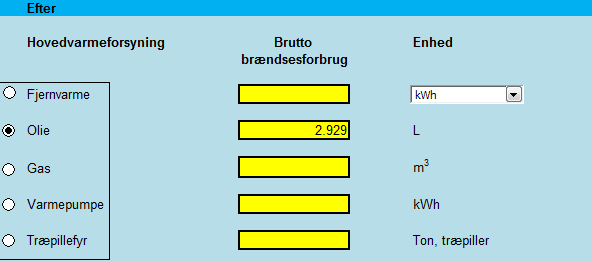 Efter
Hovedvarmeforsyning Brutto brændsesforbrug Enhed
Fjernvarme kWh
Olie 2.929 L
Gas m³
Varmepumpe kWh
Træpillefyr Ton, træpiller